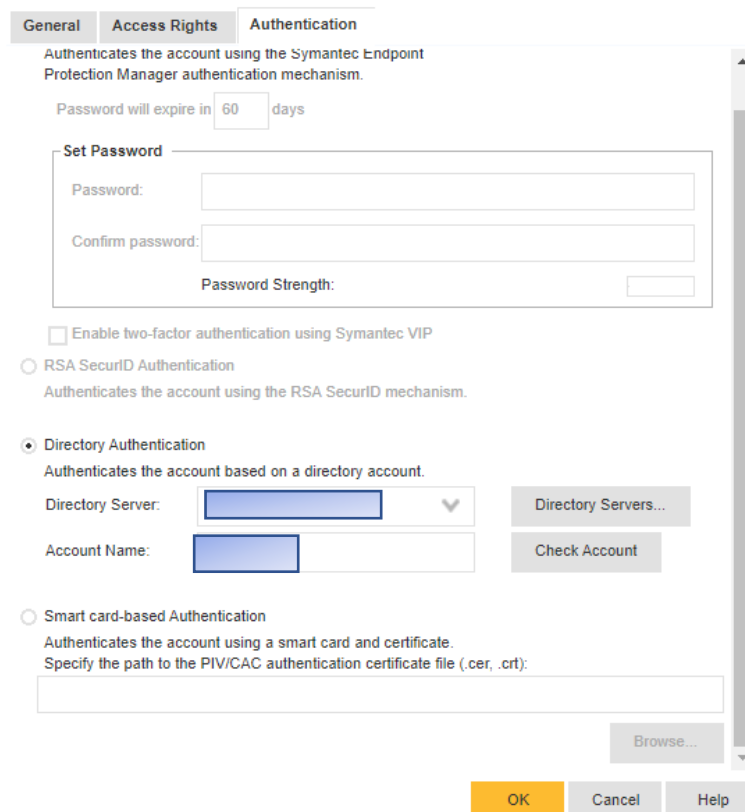 General Access Rights Authentication
Authenticates the account using the Symantec Endpoint
Protection Manager authentication mechanism.
Password will expire in 60 days
Set Password
Password:
Confirm password:
Password Strength:
Enable two-factor authentication using Symantec VIP
RSA SecurID Authentication
Authenticates the account using the RSA SecurID mechanism.
Directory Authentication
Authenticates the account based on a directory account.
Directory Server: Directory Servers...
Account Name: Check Account
Smart card-based Authentication
Authenticates the account using a smart card and certificate.
Specify the path to the PIV/CAC authentication certificate file (.cer, .crt):
Browse...
OK Cancel Help